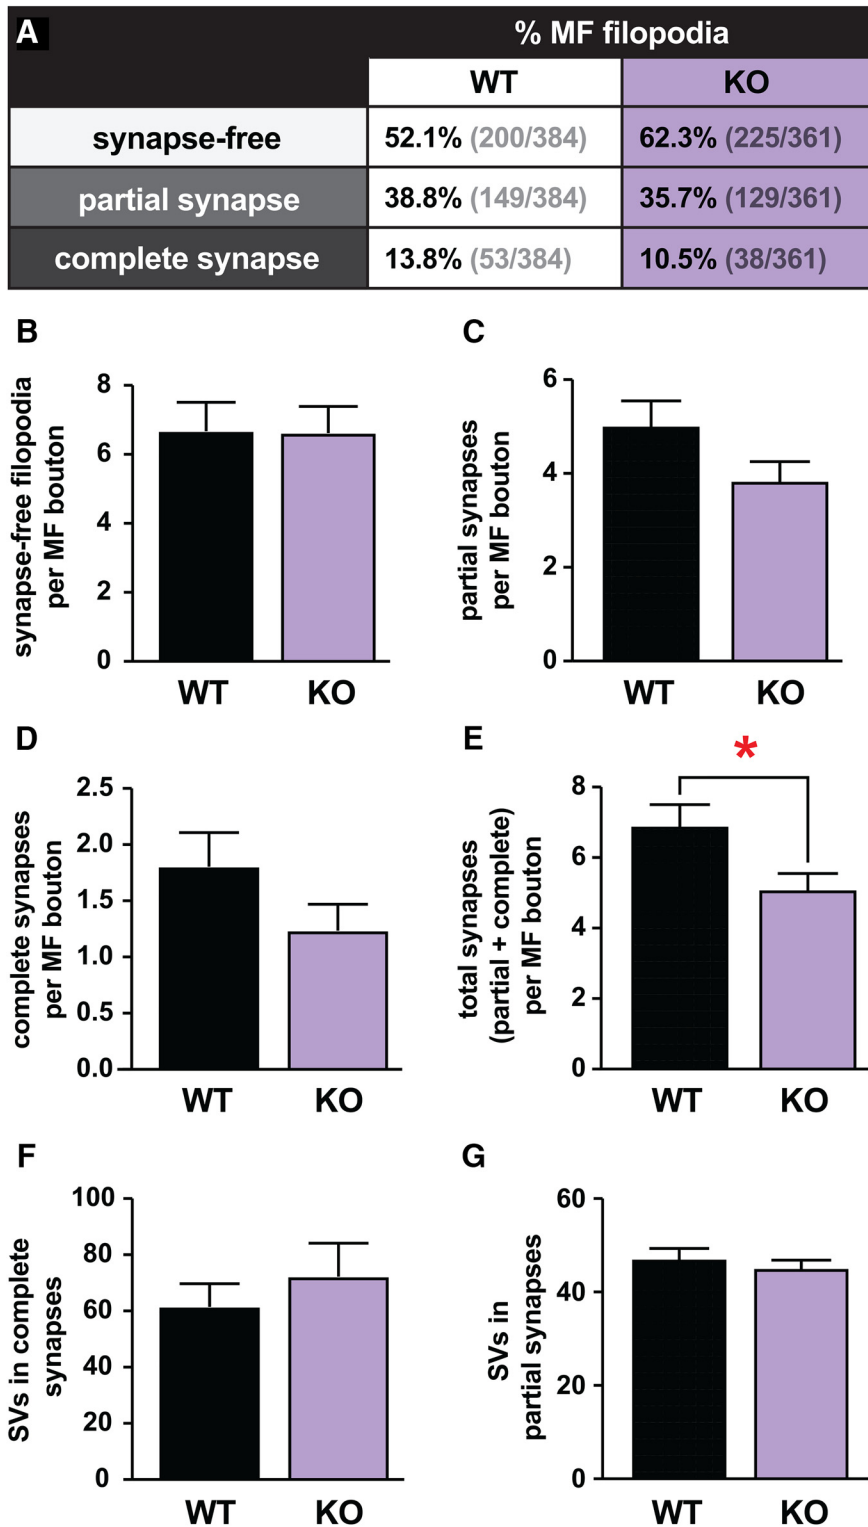 A
% MF filopodia
WT KO
synapse-free 52.1% (200/384) 62.3% (225/361)
partial synapse 38.8% (149/384) 35.7% (129/361)
complete synapse 13.8% (53/384) 10.5% (38/361)
B
synapse-free filopodia
per MF bouton
8
6
4
2
0
WT KO
C
partial synapses
per MF bouton
6
4
2
0
WT KO
D
complete synapses
per MF bouton
2.5
2.0
1.5
1.0
0.5
0.0
WT KO
E
total synapses
(partial + complete)
per MF bouton
8
6
4
2
0
*
WT KO
F
SVs in complete
synapses
100
80
60
40
20
0
WT KO
G
SVs in
partial synapses
60
40
20
0
WT KO